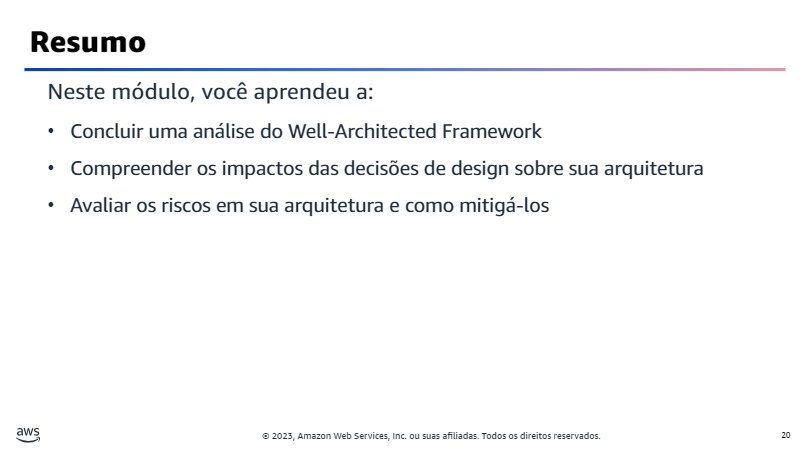 Resumo
Neste módulo, você aprendeu a:
• Concluir uma análise do Well-Architected Framework
• Compreender os impactos das decisões de design sobre sua arquitetura
• Avaliar os riscos em sua arquitetura e como mitigá-los
aws
© 2023, Amazon Web Services, Inc. ou suas afiliadas. Todos os direitos reservados.
20